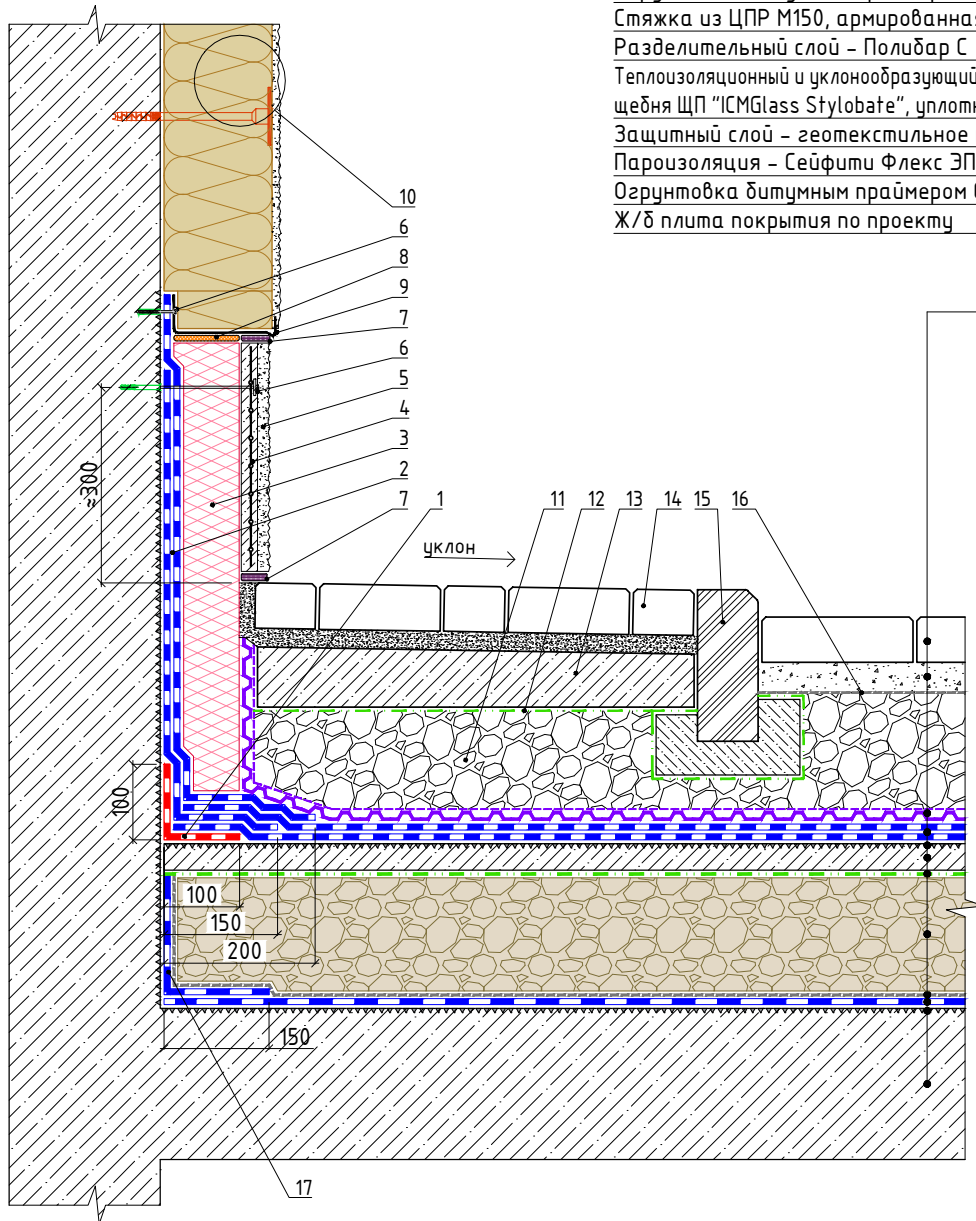 Стяжка из ЦПР М150, армированная
Разделительный слой – Полибар С
Теплоизоляционный и уклонообразующий
щебня ЩП "ICMGlass Stylobate", уплотн
Защитный слой – геотекстильное
Пароизоляция – Сейфити Флекс ЭП
Огрунтовка битумным праймером
Ж/б плита покрытия по проекту
10
6
8
9
7
6
5
4
3
2
7
1
11
12
13
14
15
16
≈300
уклон
100
100
150
200
150
17